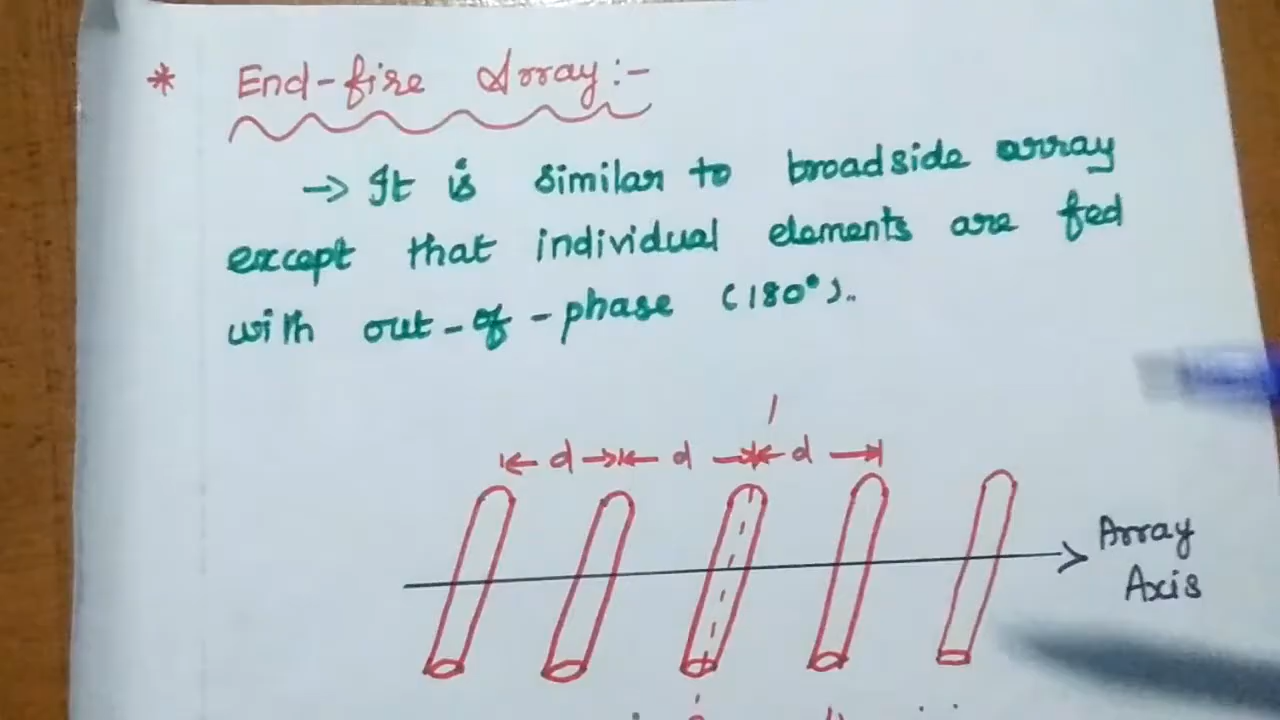 * End-fire Array:-
→ It is similar to broadside array
except that individual elements are fed
with out-of-phase (180°).
d d d
Array
Axis